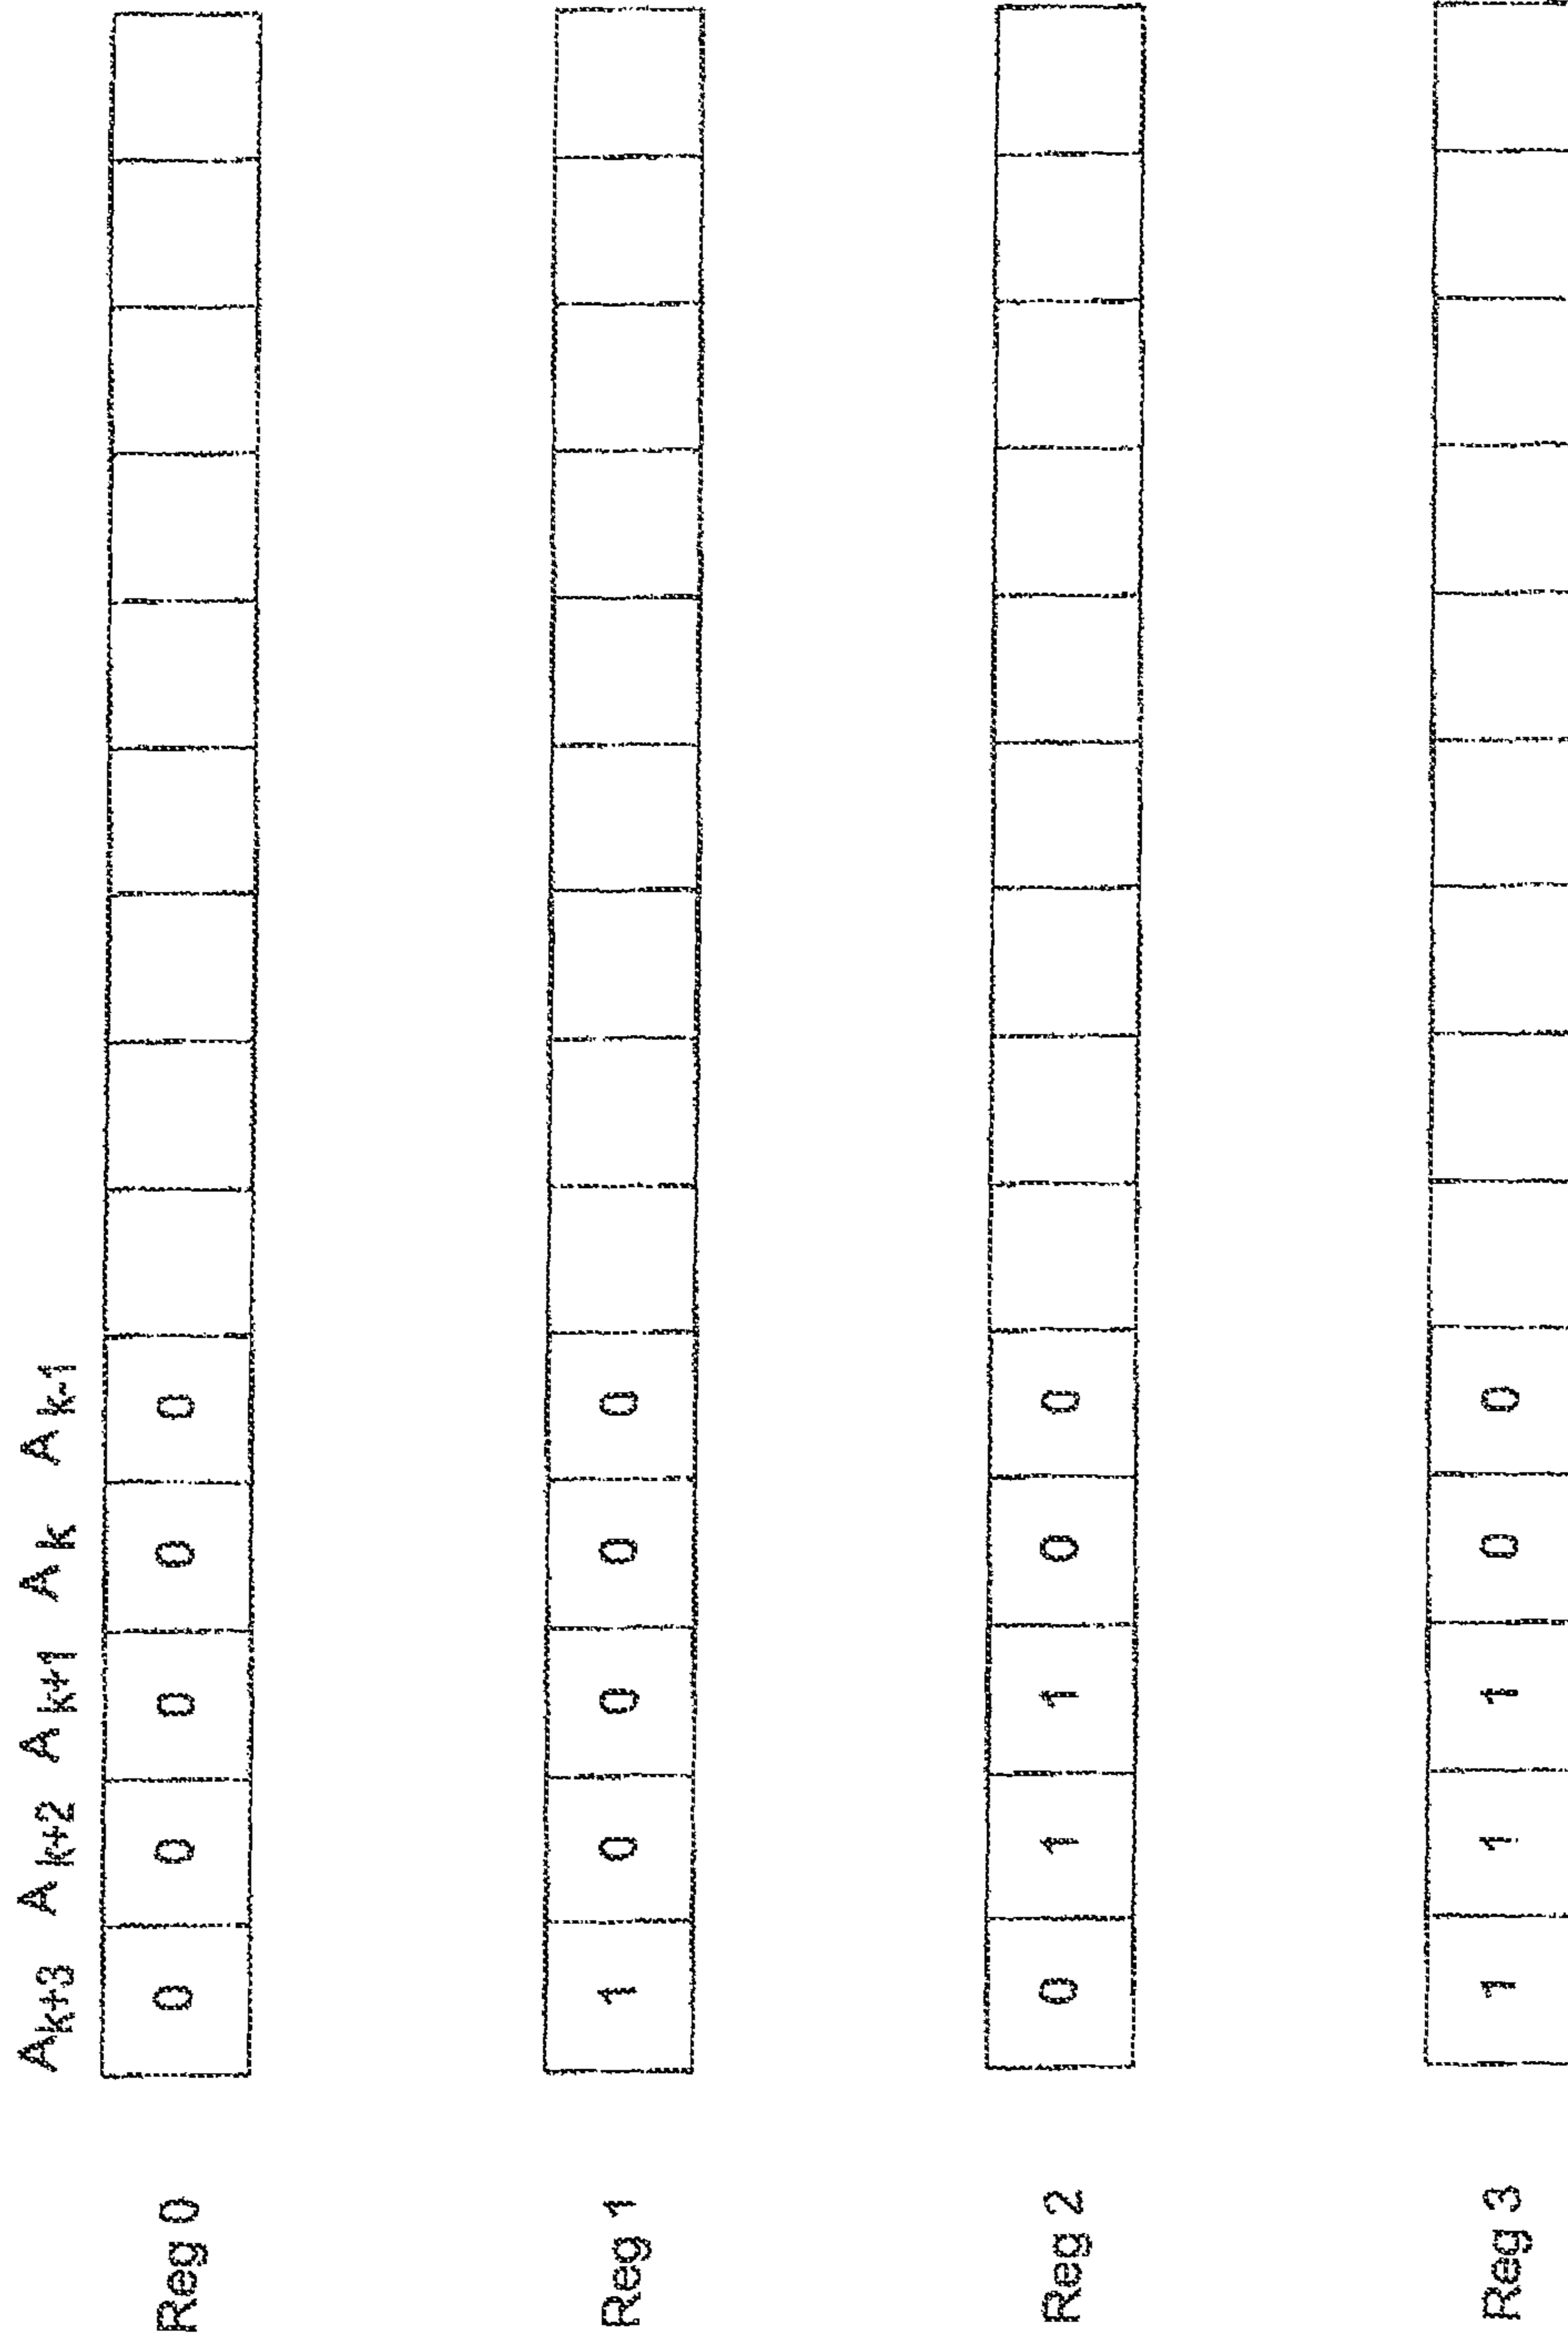 A k+3 A k+2 A k+1 A k A k-1
Reg 0 0 0 0 0 0
Reg 1 1 0 0 0 0
Reg 2 0 1 1 0 0
Reg 3 1 1 1 0 0